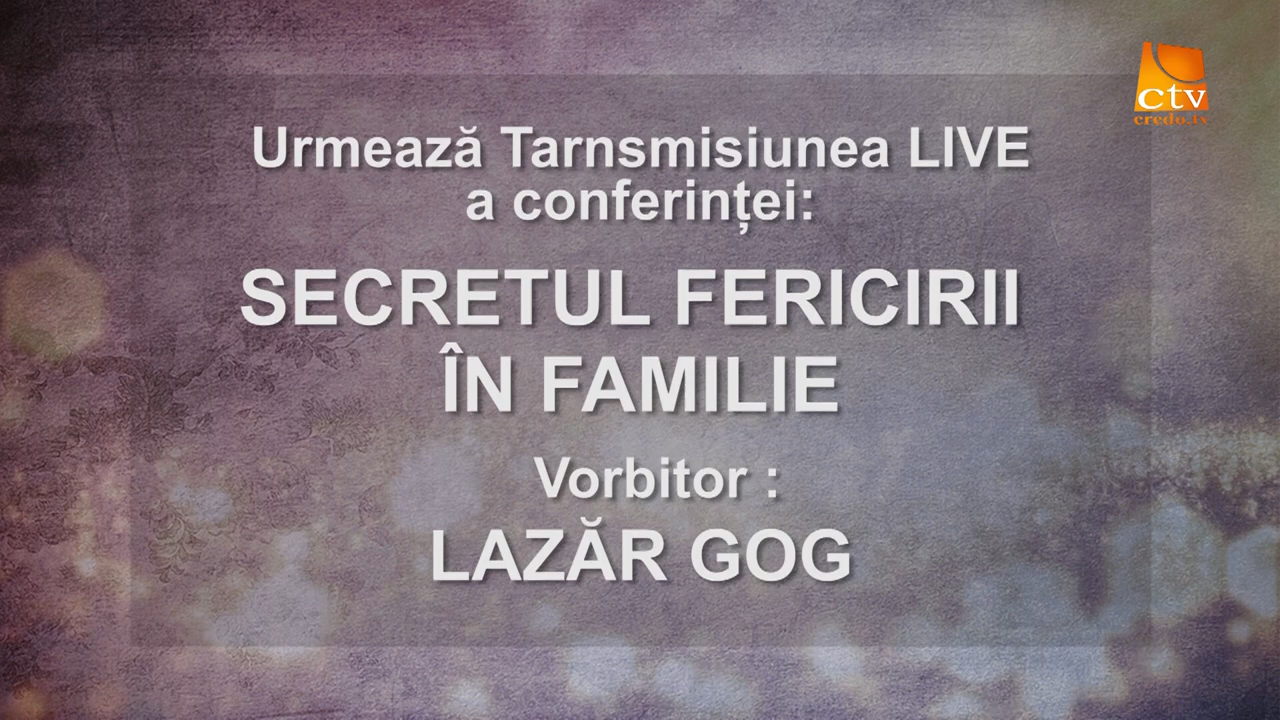 ctv
credo.tv
Urmează Tarnsmisiunea LIVE
a conferinței:
SECRETUL FERICIRII
ÎN FAMILIE
Vorbitor :
LAZĂR GOG